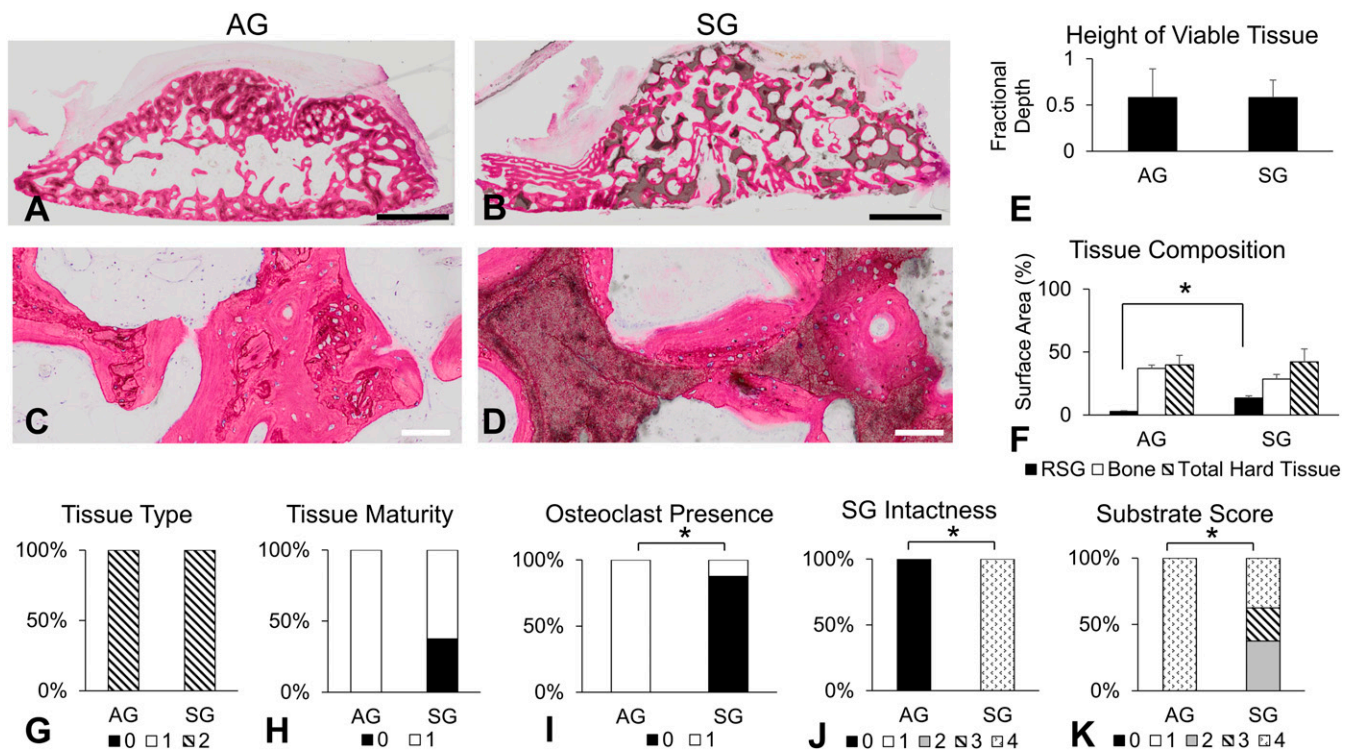 AG
SG
A
B
C
D
Height of Viable Tissue
Fractional
Depth
1
0.5
0
AG SG
E
Tissue Composition
Surface Area (%)
100
50
0
*
AG SG
F
■ RSG □ Bone ▧ Total Hard Tissue
Tissue Type
100%
50%
0%
AG SG
G
■ 0 □ 1 ▧ 2
Tissue Maturity
100%
50%
0%
AG SG
H
■ 0 □ 1
Osteoclast Presence
*
100%
50%
0%
AG SG
I
■ 0 □ 1
SG Intactness
*
100%
50%
0%
AG SG
J
■ 0 □ 1 ■ 2 ▧ 3 ▨ 4
Substrate Score
*
100%
50%
0%
AG SG
K
■ 0 □ 1 ■ 2 ▧ 3 ▨ 4